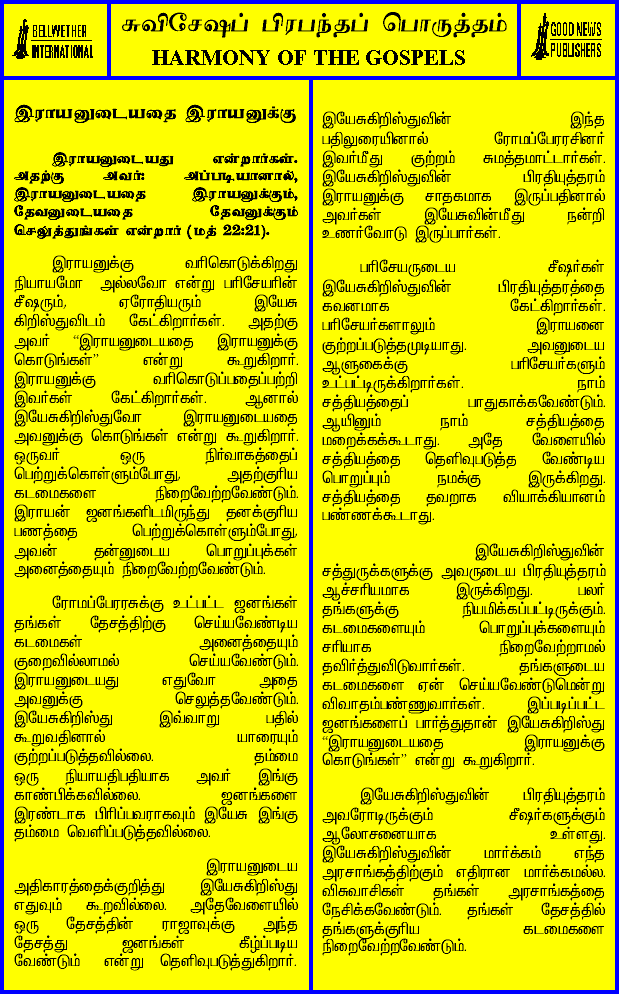 BELLWETHER
INTERNATIONAL
சுவிசேஷப் பிரபந்தப் பொருத்தம்
HARMONY OF THE GOSPELS
GOOD NEWS
PUBLISHERS
இராயனுடையதை இராயனுக்கு
இராயனுடையது என்றார்கள்.
அதற்கு அவர்: அப்படியானால்,
இராயனுடையதை இராயனுக்கும்,
தேவனுடையதை தேவனுக்கும்
செலுத்துங்கள் என்றார் (மத் 22:21).
இராயனுக்கு வரிகொடுக்கிறது
நியாயமோ அல்லவோ என்று பரிசேயரின்
சீஷரும், ஏரோதியரும் இயேசு
கிறிஸ்துவிடம் கேட்கிறார்கள். அதற்கு
அவர் “இராயனுடையதை இராயனுக்கு
கொடுங்கள்” என்று கூறுகிறார்.
இராயனுக்கு வரிகொடுப்பதைப்பற்றி
இவர்கள் கேட்கிறார்கள். ஆனால்
இயேசுகிறிஸ்துவோ இராயனுடையதை
அவனுக்கு கொடுங்கள் என்று கூறுகிறார்.
ஒருவர் ஒரு நிர்வாகத்தைப்
பெற்றுக்கொள்ளும்போது, அதற்குரிய
கடமைகளை நிறைவேற்றவேண்டும்.
இராயன் ஜனங்களிடமிருந்து தனக்குரிய
பணத்தை பெற்றுக்கொள்ளும்போது,
அவன் தன்னுடைய பொறுப்புக்கள்
அனைத்தையும் நிறைவேற்றவேண்டும்.
ரோமப்பேரரசுக்கு உட்பட்ட ஜனங்கள்
தங்கள் தேசத்திற்கு செய்யவேண்டிய
கடமைகள் அனைத்தையும்
குறைவில்லாமல் செய்யவேண்டும்.
இராயனுடையது எதுவோ அதை
அவனுக்கு செலுத்தவேண்டும்.
இயேசுகிறிஸ்து இவ்வாறு பதில்
கூறுவதினால் யாரையும்
குற்றப்படுத்தவில்லை. தம்மை
ஒரு நியாயதிபதியாக அவர் இங்கு
காண்பிக்கவில்லை. ஜனங்களை
இரண்டாக பிரிப்பவராகவும் இயேசு இங்கு
தம்மை வெளிப்படுத்தவில்லை.
இராயனுடைய
அதிகாரத்தைக்குறித்து இயேசுகிறிஸ்து
எதுவும் கூறவில்லை. அதேவேளையில்
ஒரு தேசத்தின் ராஜாவுக்கு அந்த
தேசத்து ஜனங்கள் கீழ்ப்படிய
வேண்டும் என்று தெளிவுபடுத்துகிறார்.
இயேசுகிறிஸ்துவின் இந்த
பதிலுரையினால் ரோமப்பேரரசினர்
இவர்மீது குற்றம் சுமத்தமாட்டார்கள்.
இயேசுகிறிஸ்துவின் பிரதியுத்தரம்
இராயனுக்கு சாதகமாக இருப்பதினால்
அவர்கள் இயேசுவின்மீது நன்றி
உணர்வோடு இருப்பார்கள்.
பரிசேயருடைய சீஷர்கள்
இயேசுகிறிஸ்துவின் பிரதியுத்தரத்தை
கவனமாக கேட்கிறார்கள்.
பரிசேயர்களாலும் இராயனை
குற்றப்படுத்தமுடியாது. அவனுடைய
ஆளுகைக்கு பரிசேயர்களும்
உட்பட்டிருக்கிறார்கள். நாம்
சத்தியத்தைப் பாதுகாக்கவேண்டும்.
ஆயினும் நாம் சத்தியத்தை
மறைக்கக்கூடாது. அதே வேளையில்
சத்தியத்தை தெளிவுபடுத்த வேண்டிய
பொறுப்பும் நமக்கு இருக்கிறது.
சத்தியத்தை தவறாக வியாக்கியானம்
பண்ணக்கூடாது.
இயேசுகிறிஸ்துவின்
சத்துருக்களுக்கு அவருடைய பிரதியுத்தரம்
ஆச்சரியமாக இருக்கிறது. பலர்
தங்களுக்கு நியமிக்கப்பட்டிருக்கும்.
கடமைகளையும் பொறுப்புக்களையும்
சரியாக நிறைவேற்றாமல்
தவிர்த்துவிடுவார்கள். தங்களுடைய
கடமைகளை ஏன் செய்யவேண்டுமென்று
விவாதம்பண்ணுவார்கள். இப்படிப்பட்ட
ஜனங்களைப் பார்த்துதான் இயேசுகிறிஸ்து
“இராயனுடையதை இராயனுக்கு
கொடுங்கள்” என்று கூறுகிறார்.
இயேசுகிறிஸ்துவின் பிரதியுத்தரம்
அவரோடிருக்கும் சீஷர்களுக்கும்
ஆலோசனையாக உள்ளது.
இயேசுகிறிஸ்துவின் மார்க்கம் எந்த
அரசாங்கத்திற்கும் எதிரான மார்க்கமல்ல.
விசுவாசிகள் தங்கள் அரசாங்கத்தை
நேசிக்கவேண்டும். தங்கள் தேசத்தில்
தங்களுக்குரிய கடமைகளை
நிறைவேற்றவேண்டும்.